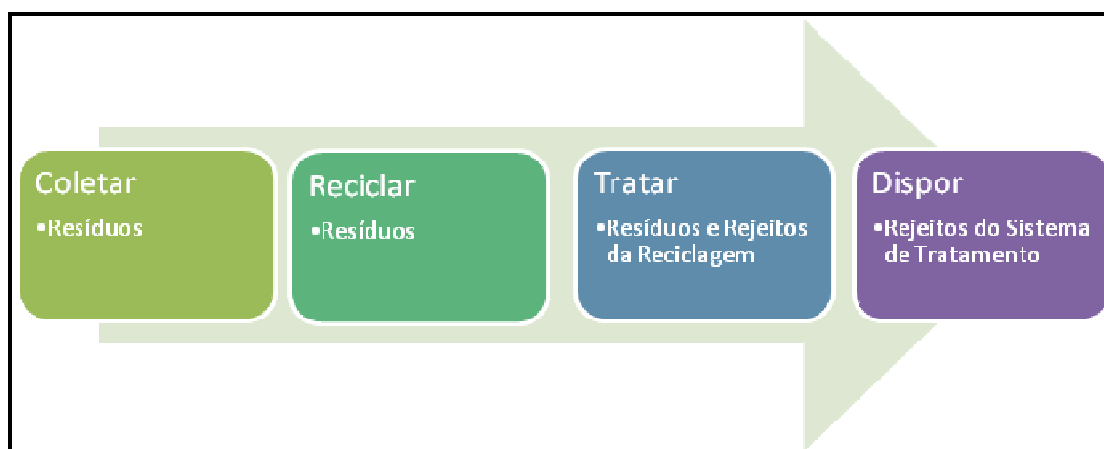 Coletar
•Resíduos
Reciclar
•Resíduos
Tratar
•Resíduos e Rejeitos
da Reciclagem
Dispor
•Rejeitos do Sistema
de Tratamento